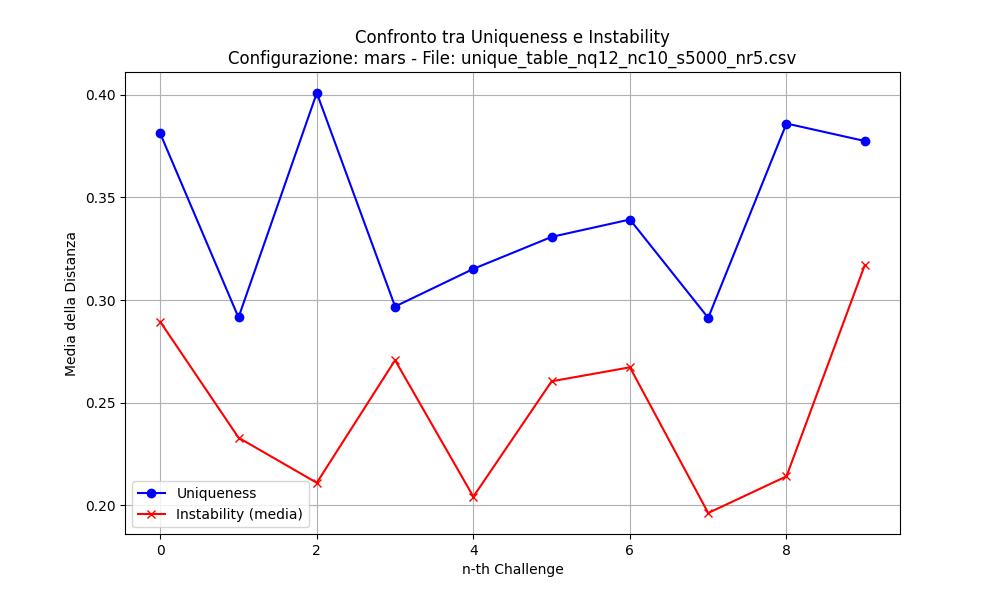 Confronto tra Uniqueness e Instability
Configurazione: mars - File: unique_table_nq12_nc10_s5000_nr5.csv
Media della Distanza
0.40
0.35
0.30
0.25
0.20
Uniqueness
Instability (media)
0 2 4 6 8
n-th Challenge